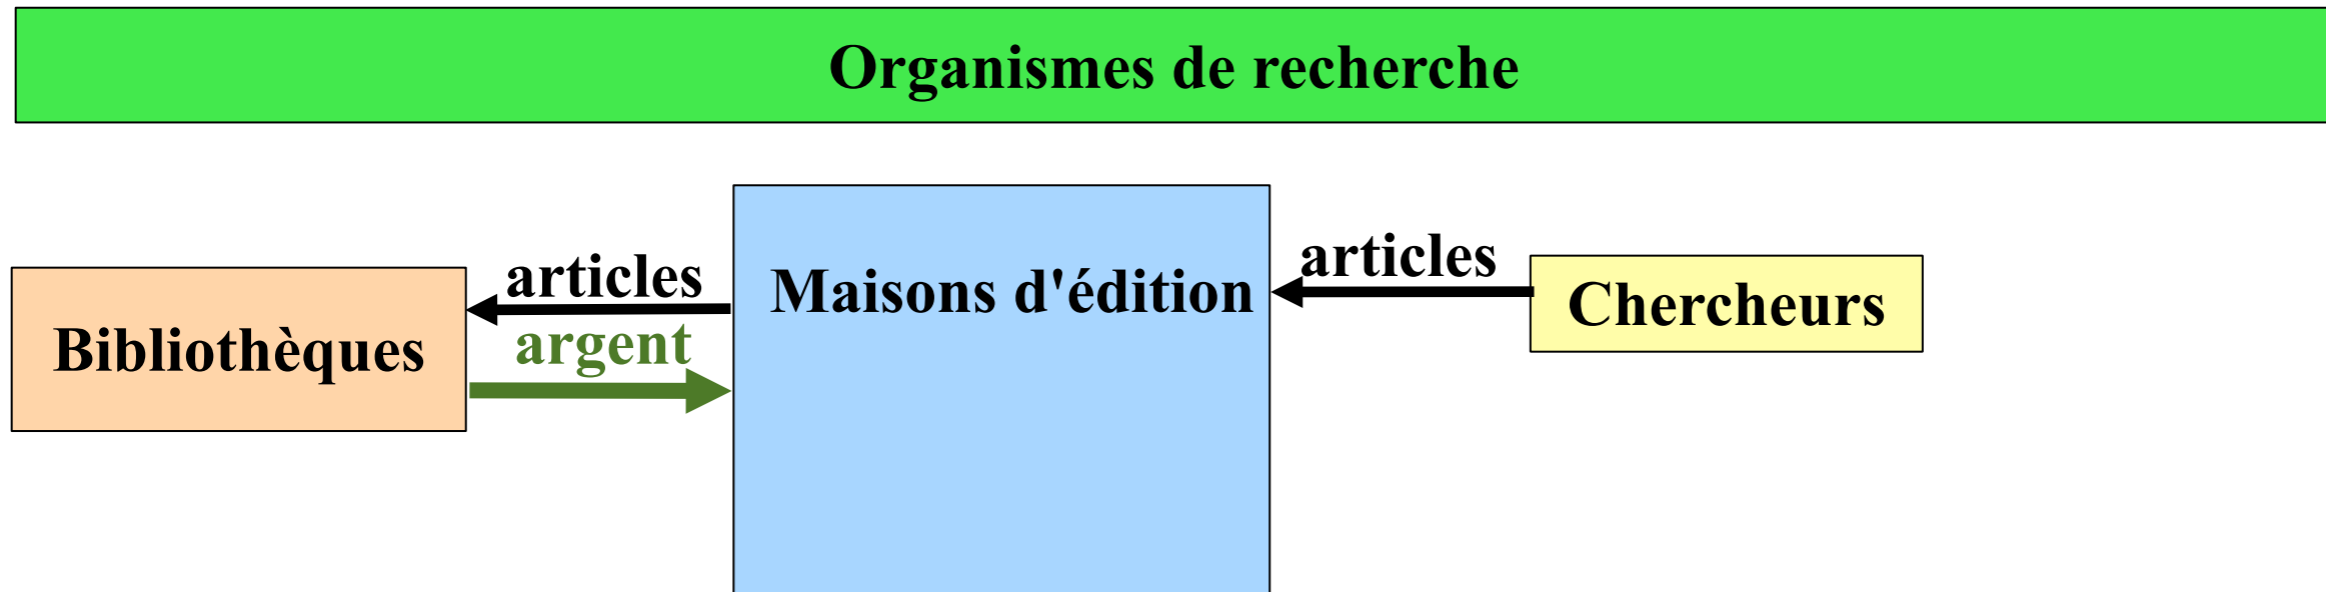 Organismes de recherche
articles
articles
Maisons d'édition
Chercheurs
Bibliothèques
argent